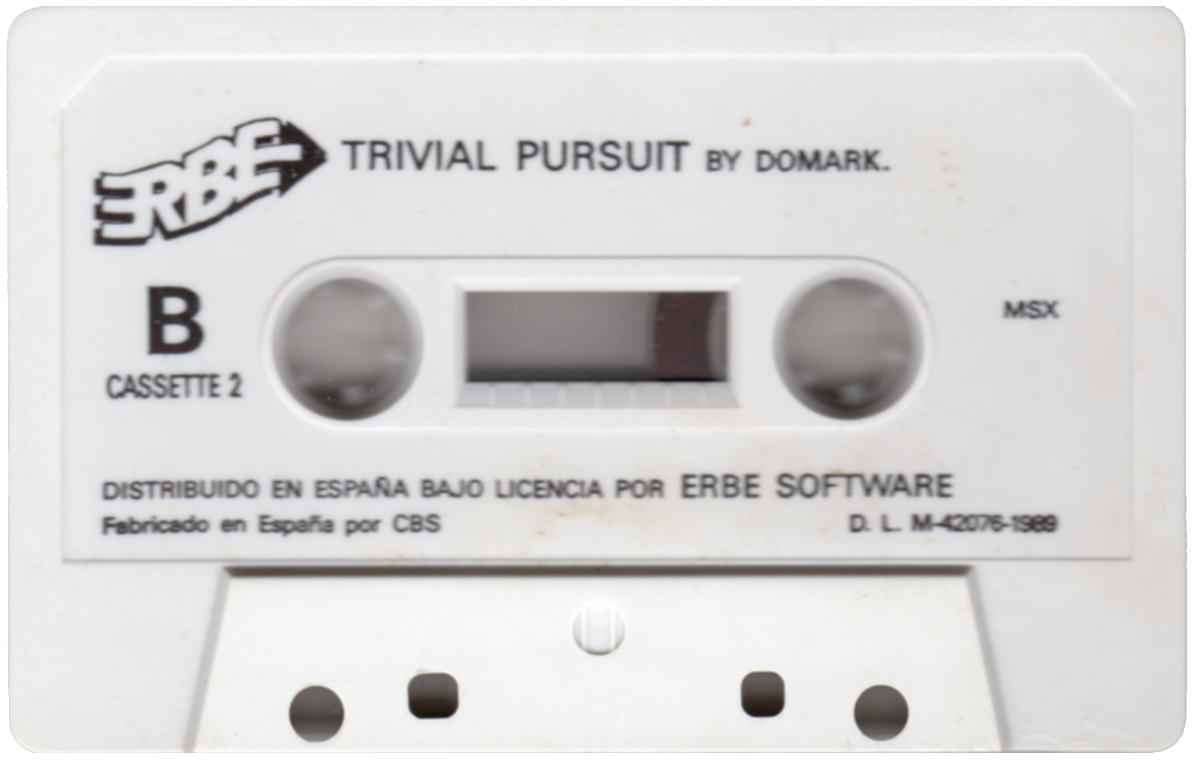 ERBE
TRIVIAL PURSUIT BY DOMARK.
B
CASSETTE 2
MSX
DISTRIBUIDO EN ESPAÑA BAJO LICENCIA POR ERBE SOFTWARE
Fabricado en España por CBS
D. L. M-42076-1989